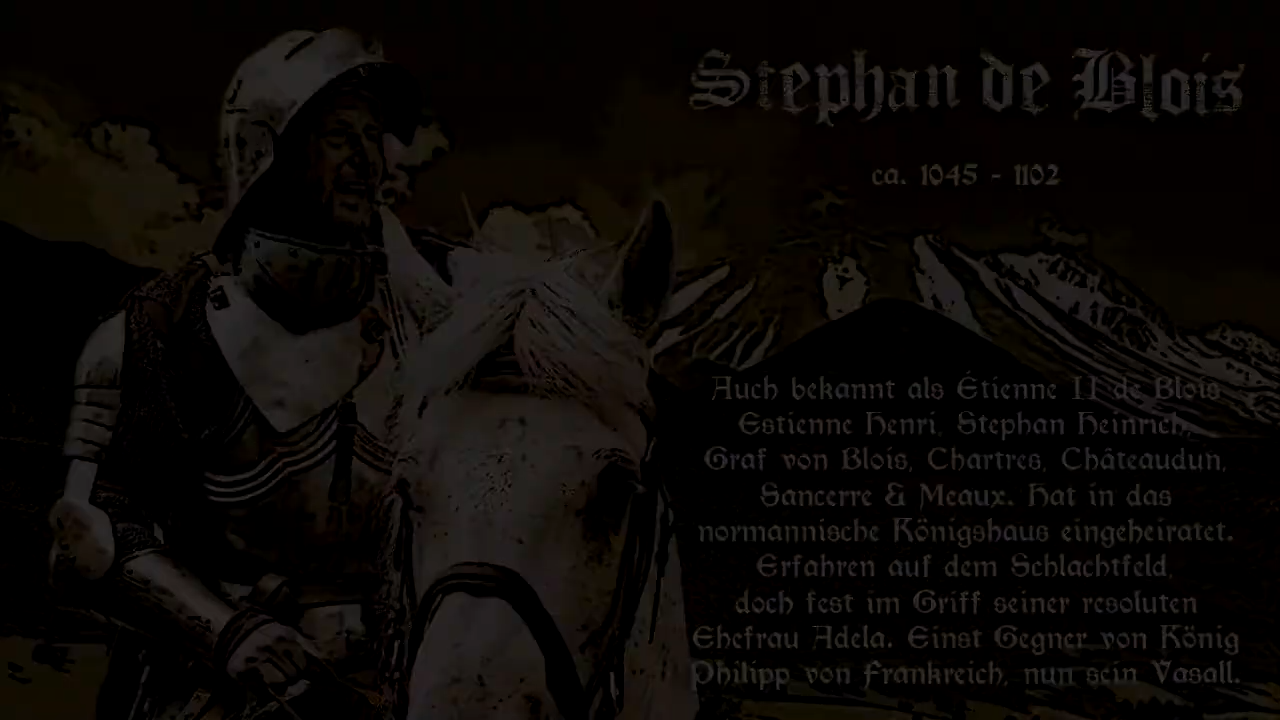 Stephan de Blois
ca. 1045 - 1102
Auch bekannt als Étienne II de Blois,
Estienne Henri, Stephan Heinrich,
Graf von Blois, Chartres, Châteaudun,
Sancerre & Meaux. Hat in das
normannische Königshaus eingeheiratet.
Erfahren auf dem Schlachtfeld,
doch fest im Griff seiner resoluten
Ehefrau Adela. Einst Gegner von König
Philipp von Frankreich, nun sein Vasall.